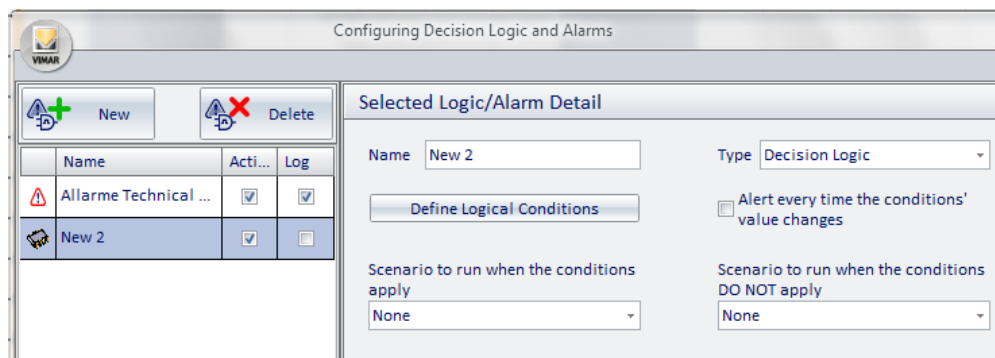 Configuring Decision Logic and Alarms
VIMAR
New
Delete
Name
Acti...
Log
Allarme Technical ...
New 2
Selected Logic/Alarm Detail
Name
New 2
Type
Decision Logic
Define Logical Conditions
Alert every time the conditions'
value changes
Scenario to run when the conditions
apply
None
Scenario to run when the conditions
DO NOT apply
None